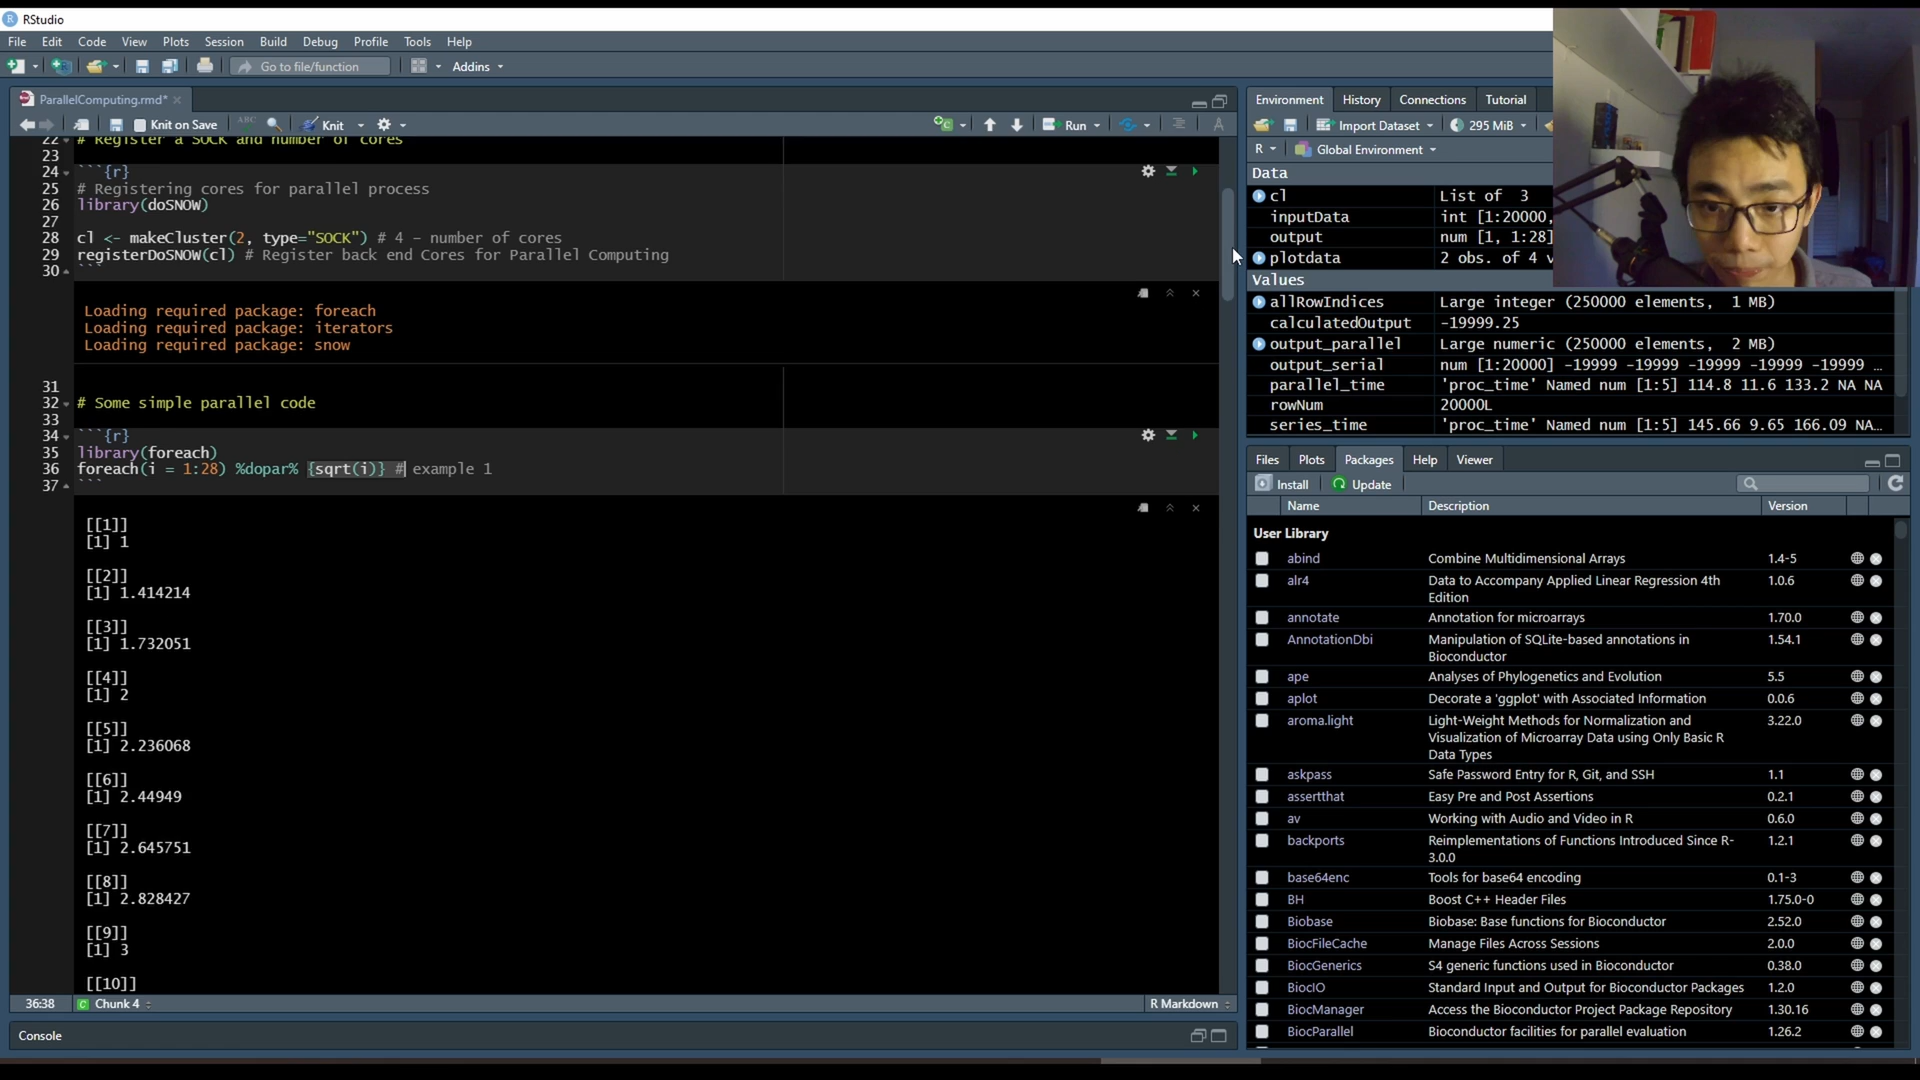 RStudio
File Edit Code View Plots Session Build Debug Profile Tools Help
Go to file/function Addins
ParallelComputing.rmd*
Knit on Save ABC Knit Run
22 # Register a SOCK and number of cores
23
24 ```{r}
25 # Registering cores for parallel process
26 library(doSNOW)
27
28 cl <- makeCluster(2, type="SOCK") # 4 – number of cores
29 registerDoSNOW(cl) # Register back end Cores for Parallel Computing
30 ```
Loading required package: foreach
Loading required package: iterators
Loading required package: snow
31
32 # Some simple parallel code
33
34 ```{r}
35 library(foreach)
36 foreach(i = 1:28) %dopar% {sqrt(i)} # example 1
37 ```
[[1]]
[1] 1
[[2]]
[1] 1.414214
[[3]]
[1] 1.732051
[[4]]
[1] 2
[[5]]
[1] 2.236068
[[6]]
[1] 2.44949
[[7]]
[1] 2.645751
[[8]]
[1] 2.828427
[[9]]
[1] 3
[[10]]
36:38 Chunk 4 R Markdown
Console
Environment History Connections Tutorial
Import Dataset 295 MiB
R Global Environment
Data
cl List of 3
inputData int [1:20000,
output num [1, 1:28]
plotdata 2 obs. of 4 v
Values
allRowIndices Large integer (250000 elements, 1 MB)
calculatedOutput -19999.25
output_parallel Large numeric (250000 elements, 2 MB)
output_serial num [1:20000] -19999 -19999 -19999 -19999 -19999 …
parallel_time 'proc_time' Named num [1:5] 114.8 11.6 133.2 NA NA
rowNum 20000L
series_time 'proc_time' Named num [1:5] 145.66 9.65 166.09 NA…
Files Plots Packages Help Viewer
Install Update
Name Description Version
User Library
abind Combine Multidimensional Arrays 1.4-5
alr4 Data to Accompany Applied Linear Regression 4th 1.0.6
Edition
annotate Annotation for microarrays 1.70.0
AnnotationDbi Manipulation of SQLite-based annotations in 1.54.1
Bioconductor
ape Analyses of Phylogenetics and Evolution 5.5
aplot Decorate a 'ggplot' with Associated Information 0.0.6
aroma.light Light-Weight Methods for Normalization and 3.22.0
Visualization of Microarray Data using Only Basic R
Data Types
askpass Safe Password Entry for R, Git, and SSH 1.1
assertthat Easy Pre and Post Assertions 0.2.1
av Working with Audio and Video in R 0.6.0
backports Reimplementations of Functions Introduced Since R- 1.2.1
3.0.0
base64enc Tools for base64 encoding 0.1-3
BH Boost C++ Header Files 1.75.0-0
Biobase Biobase: Base functions for Bioconductor 2.52.0
BiocFileCache Manage Files Across Sessions 2.0.0
BiocGenerics S4 generic functions used in Bioconductor 0.38.0
BiocIO Standard Input and Output for Bioconductor Packages 1.2.0
BiocManager Access the Bioconductor Project Package Repository 1.30.16
BiocParallel Bioconductor facilities for parallel evaluation 1.26.2